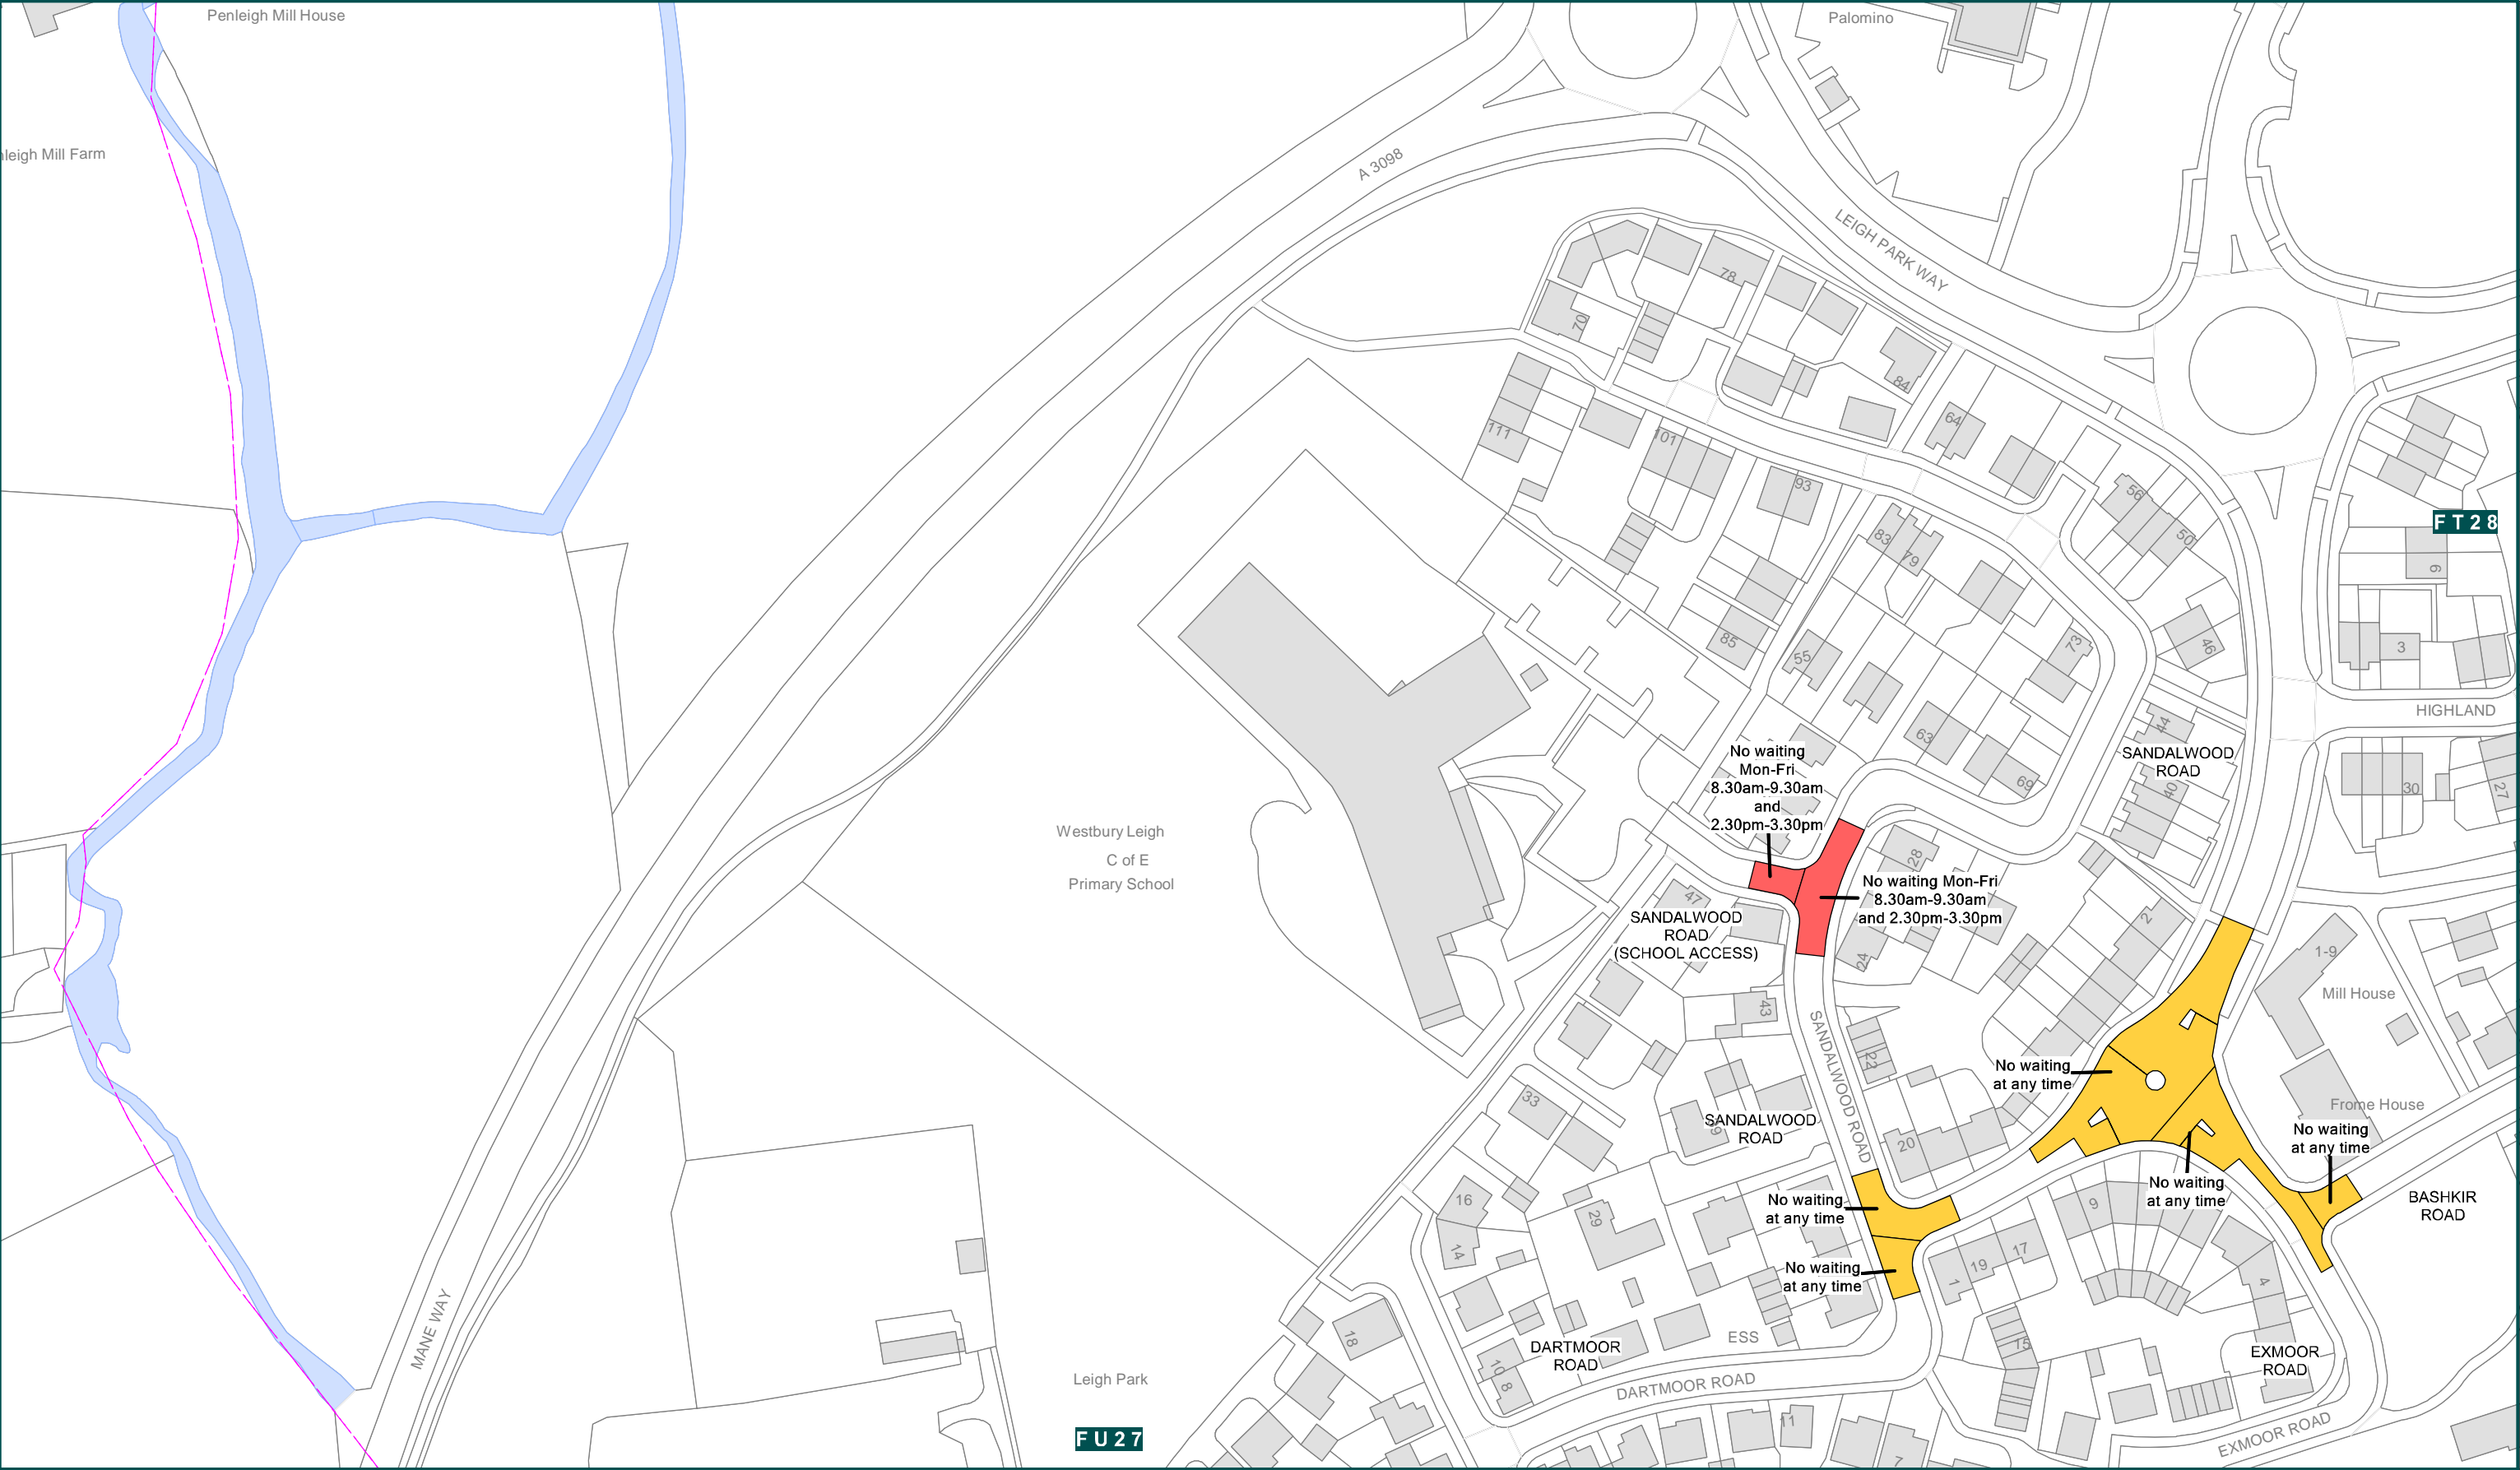 Penleigh Mill House
Palomino
nleigh Mill Farm
A 3098
LEIGH PARK WAY
78
70
84
64
111
101
93
56
50
FT28
83
79
9
85
55
73
46
3
HIGHLAND
44
63
69
SANDALWOOD
ROAD
40
30
27
No waiting
Mon-Fri
8.30am-9.30am
and
2.30pm-3.30pm
Westbury Leigh
C of E
Primary School
28
No waiting Mon-Fri
8.30am-9.30am
and 2.30pm-3.30pm
47
SANDALWOOD
ROAD
(SCHOOL ACCESS)
24
2
1-9
Mill House
43
SANDALWOOD ROAD
22
No waiting
at any time
33
SANDALWOOD
ROAD
20
Frome House
No waiting
at any time
16
14
29
No waiting
at any time
9
No waiting
at any time
BASHKIR
ROAD
No waiting
at any time
1
19
17
4
MANE WAY
18
ESS
15
DARTMOOR
ROAD
EXMOOR
ROAD
10
8
DARTMOOR ROAD
Leigh Park
FU27
11
7
EXMOOR ROAD